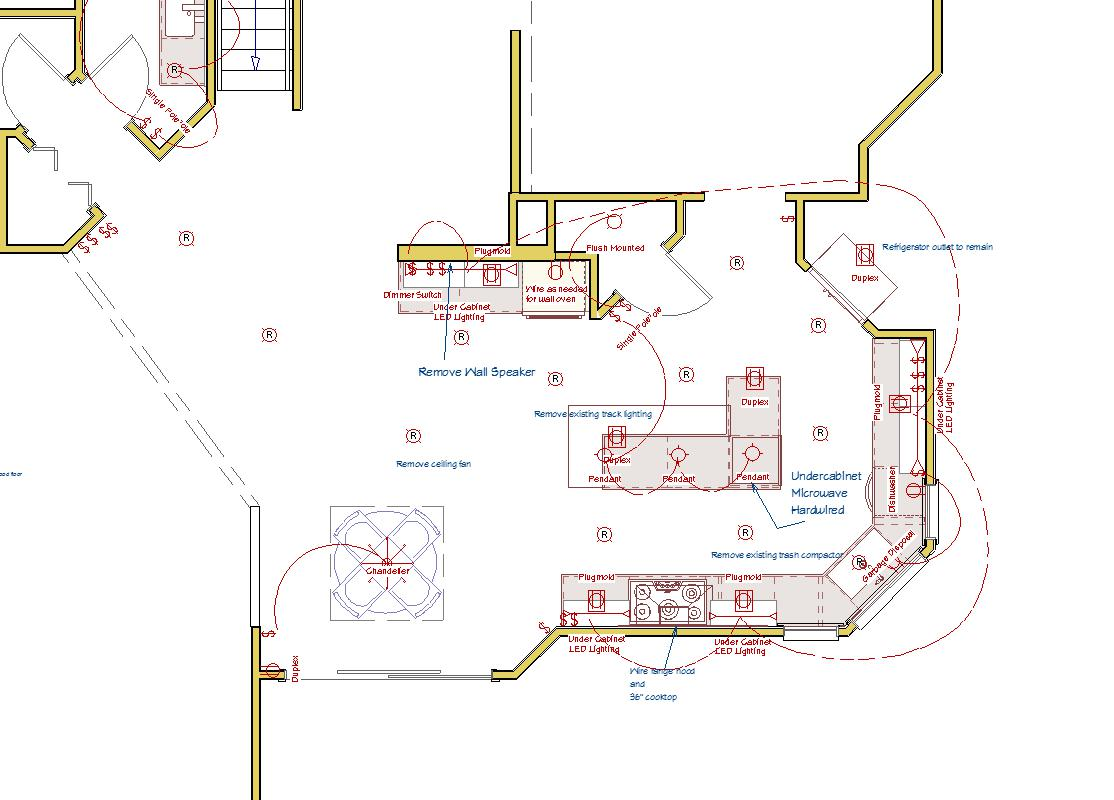 R
Single Pole
R
Flush Mounted
Plugmold
R
Refrigerator outlet to remain
Duplex
Dimmer Switch
Wire as needed
for wall oven
Under Cabinet
LED Lighting
Single Pole
R
R
R
Remove Wall Speaker
R
R
Duplex
Plugmold
Under Cabinet
LED Lighting
Remove existing track lighting
R
R
Duplex
Remove ceiling fan
Pendant
Pendant
Pendant
Undercabinet
Microwave
Hardwired
Dishwasher
R
R
Remove existing trash compactor
R
Garbage Disposal
Chandelier
Plugmold
Plugmold
Under Cabinet
LED Lighting
Under Cabinet
LED Lighting
Duplex
Wire range hood
and
36" cooktop